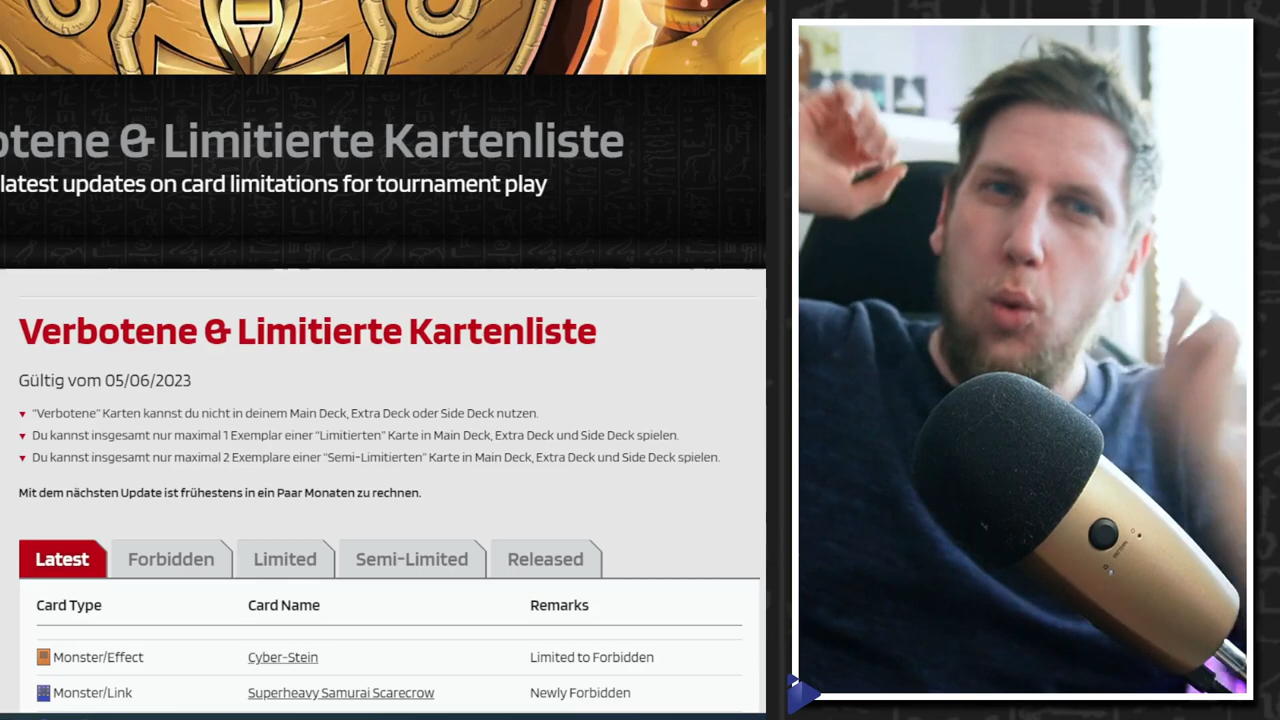 otene & Limitierte Kartenliste
latest updates on card limitations for tournament play
Verbotene & Limitierte Kartenliste
Gültig vom 05/06/2023
"Verbotene" Karten kannst du nicht in deinem Main Deck, Extra Deck oder Side Deck nutzen.
Du kannst insgesamt nur maximal 1 Exemplar einer "Limitierten" Karte in Main Deck, Extra Deck und Side Deck spielen.
Du kannst insgesamt nur maximal 2 Exemplare einer "Semi-Limitierten" Karte in Main Deck, Extra Deck und Side Deck spielen.
Mit dem nächsten Update ist frühestens in ein Paar Monaten zu rechnen.
Latest Forbidden Limited Semi-Limited Released
Card Type Card Name Remarks
Monster/Effect Cyber-Stein Limited to Forbidden
Monster/Link Superheavy Samurai Scarecrow Newly Forbidden